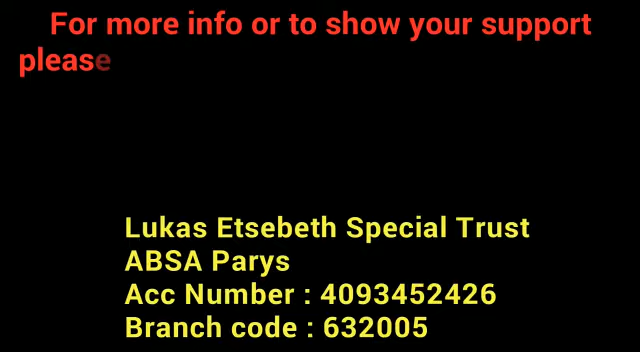 For more info or to show your support
please
Lukas Etsebeth Special Trust
ABSA Parys
Acc Number : 4093452426
Branch code : 632005